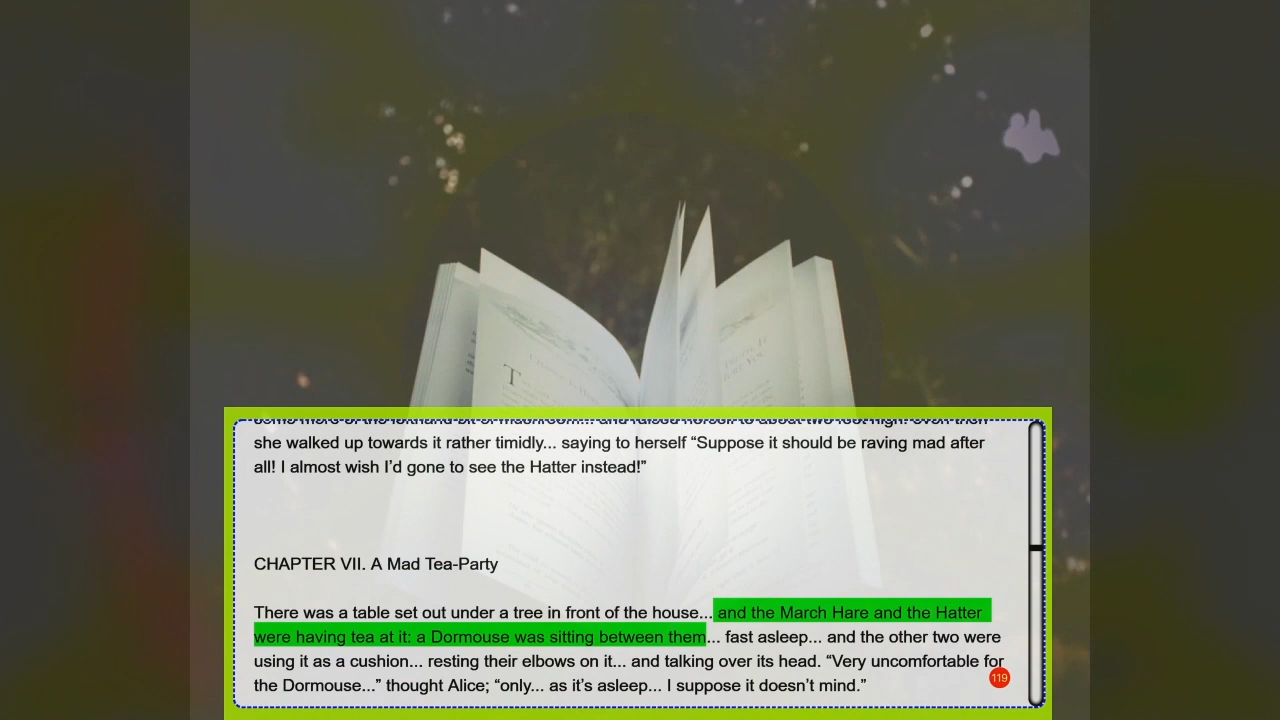 she walked up towards it rather timidly... saying to herself “Suppose it should be raving mad after
all! I almost wish I’d gone to see the Hatter instead!”
CHAPTER VII. A Mad Tea-Party
There was a table set out under a tree in front of the house... and the March Hare and the Hatter
were having tea at it: a Dormouse was sitting between them... fast asleep... and the other two were
using it as a cushion... resting their elbows on it... and talking over its head. “Very uncomfortable for
the Dormouse...” thought Alice; “only... as it’s asleep... I suppose it doesn’t mind.”
119